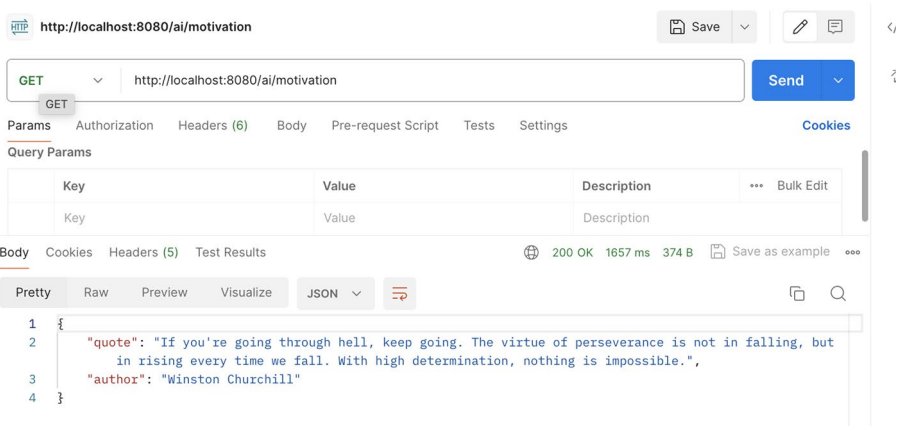 HTTP http://localhost:8080/ai/motivation Save
GET http://localhost:8080/ai/motivation Send
GET
Params Authorization Headers (6) Body Pre-request Script Tests Settings Cookies
Query Params
Key Value Description ••• Bulk Edit
Key Value Description
Body Cookies Headers (5) Test Results 200 OK 1657 ms 374 B Save as example
Pretty Raw Preview Visualize JSON
1 {
2 "quote": "If you're going through hell, keep going. The virtue of perseverance is not in falling, but
in rising every time we fall. With high determination, nothing is impossible.",
3 "author": "Winston Churchill"
4 }